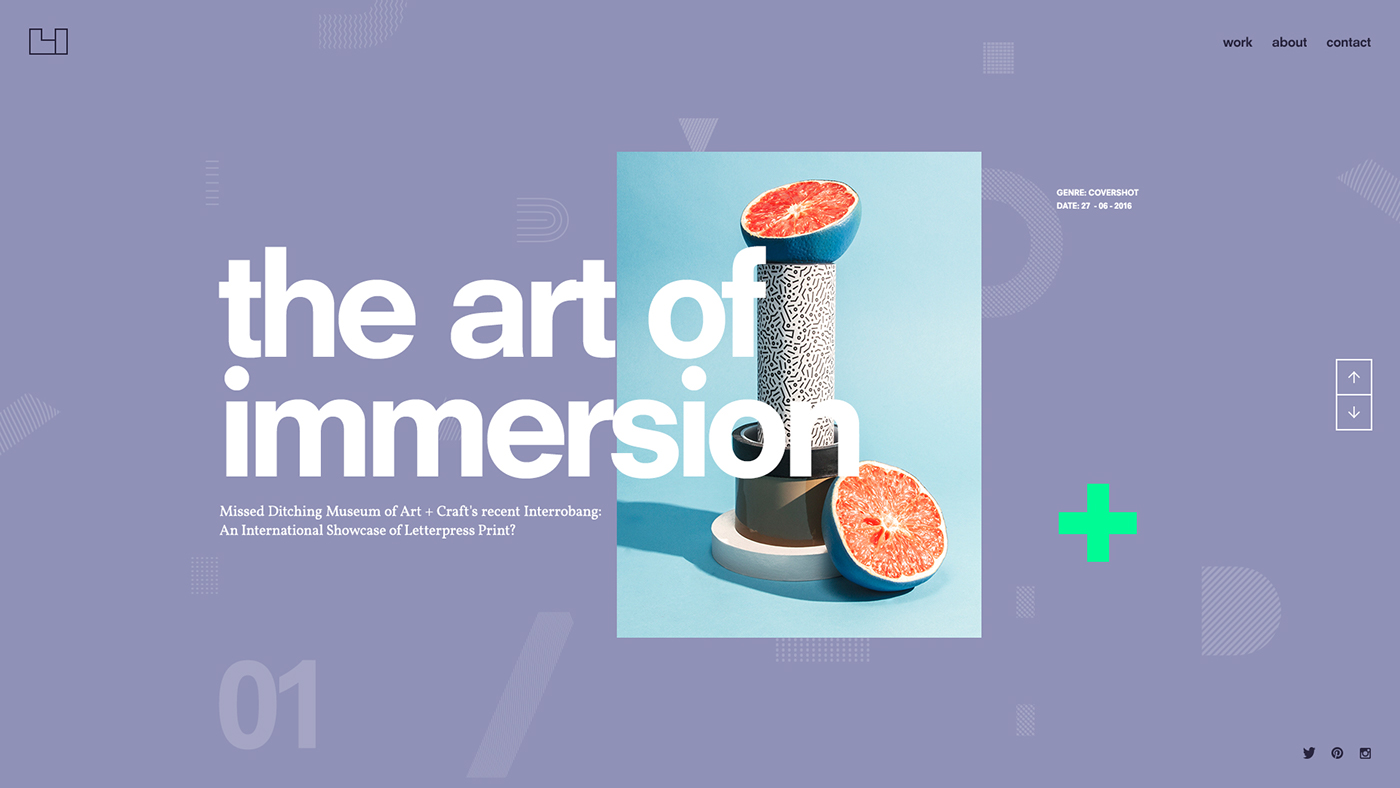 work about contact
GENRE: COVERSHOT
DATE: 27 - 06 - 2016
the art of
immersion
Missed Ditching Museum of Art + Craft's recent Interrobang:
An International Showcase of Letterpress Print?
01